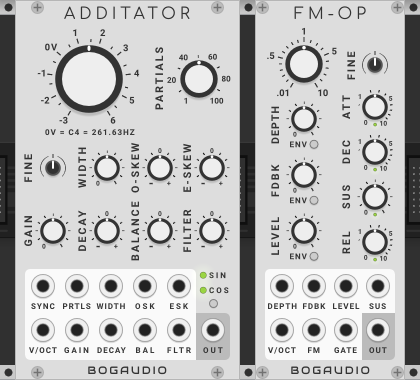 ADDITATOR
0V
1
2
3
4
5
6
-1
-2
-3
0V = C4 = 261.63HZ
PARTIALS
1
20
40
60
80
100
FINE
WIDTH
0
O-SKEW
0
-
+
E-SKEW
0
-
+
GAIN
DECAY
BALANCE
0
-
+
FILTER
0
-
+
SIN
COS
SYNC PRTLS WIDTH OSK ESK
V/OCT GAIN DECAY BAL FLTR OUT
BOGAUDIO
FM-OP
1
.5
5
.01
10
FINE
DEPTH
0
ENV
FDBK
0
ENV
LEVEL
0
ENV
ATT
0 10
DEC
0 10
SUS
0
REL
0 10
DEPTH FDBK LEVEL SUS
V/OCT FM GATE OUT
BOGAUDIO